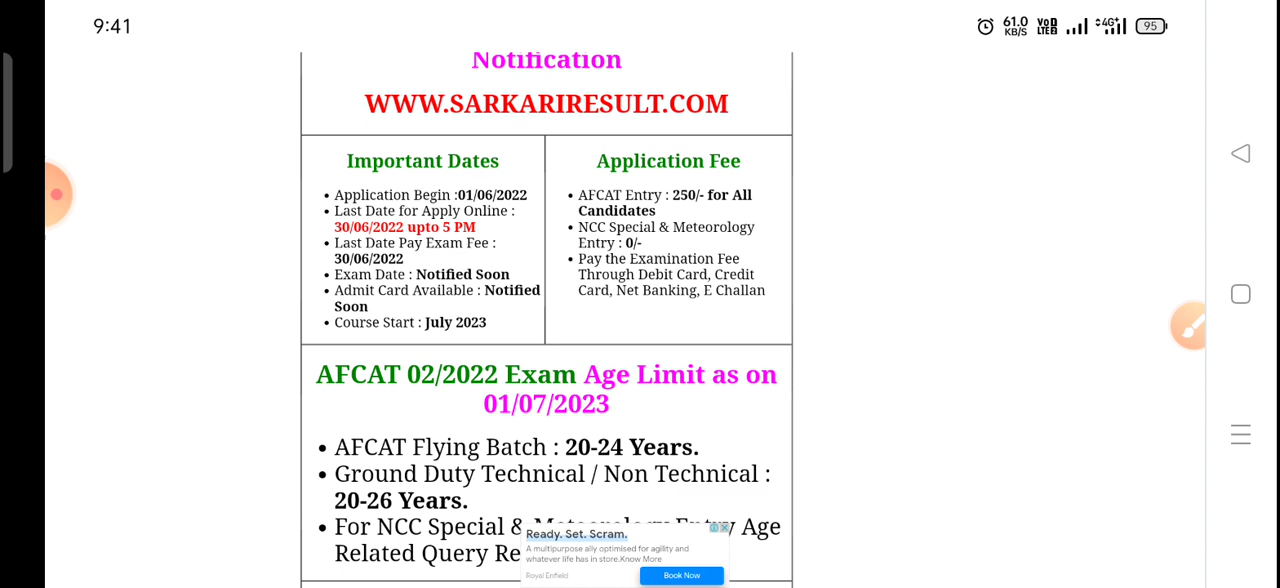 9:41
61.0
KB/S
Vo
LTE 2
4G+
95
Notification
WWW.SARKARIRESULT.COM
Important Dates
• Application Begin :01/06/2022
• Last Date for Apply Online :
30/06/2022 upto 5 PM
• Last Date Pay Exam Fee :
30/06/2022
• Exam Date : Notified Soon
• Admit Card Available : Notified
Soon
• Course Start : July 2023
Application Fee
• AFCAT Entry : 250/- for All
Candidates
• NCC Special & Meteorology
Entry : 0/-
• Pay the Examination Fee
Through Debit Card, Credit
Card, Net Banking, E Challan
AFCAT 02/2022 Exam Age Limit as on
01/07/2023
• AFCAT Flying Batch : 20-24 Years.
• Ground Duty Technical / Non Technical :
20-26 Years.
• For NCC Special & Meteorology Entry Age
Related Query Re
Ready. Set. Scram.
A multipurpose ally optimised for agility and
whatever life has in store.Know More
Royal Enfield
Book Now